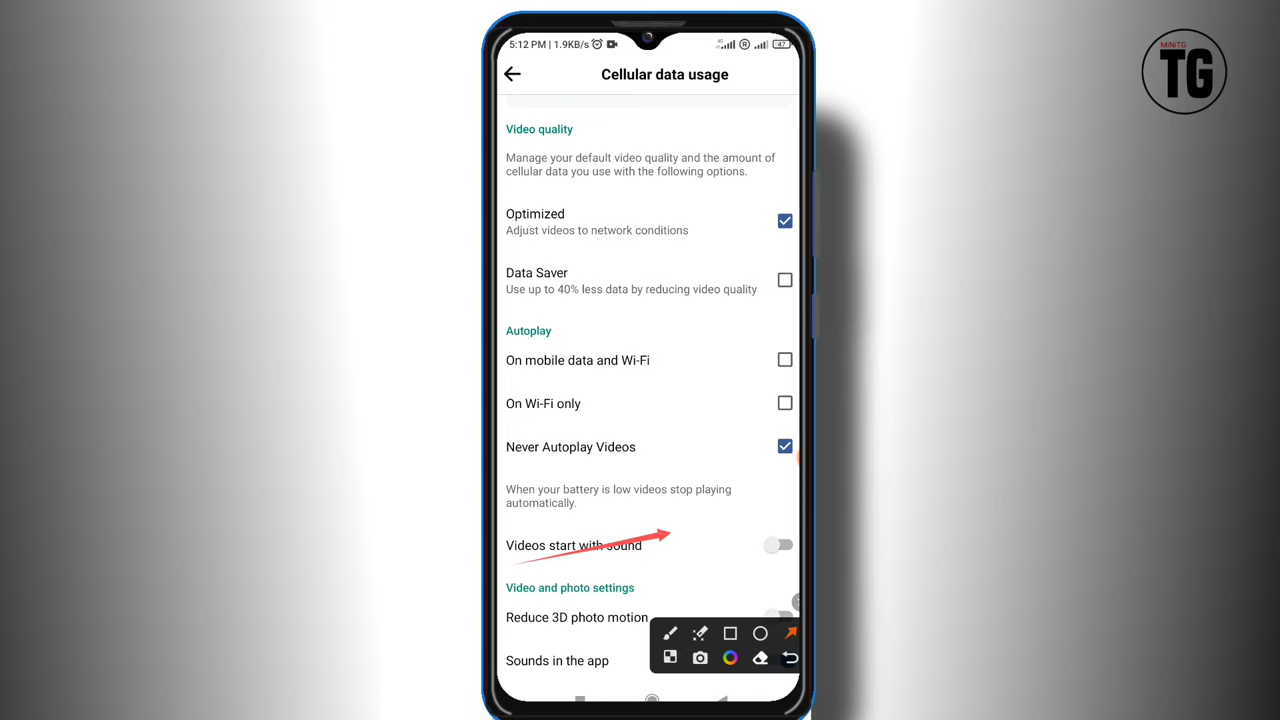 MiNiTG
TG
5:12 PM | 1.9KB/s
4G
R
47
Cellular data usage
Video quality
Manage your default video quality and the amount of
cellular data you use with the following options.
Optimized
Adjust videos to network conditions
Data Saver
Use up to 40% less data by reducing video quality
Autoplay
On mobile data and Wi-Fi
On Wi-Fi only
Never Autoplay Videos
When your battery is low videos stop playing
automatically.
Videos start with sound
Video and photo settings
Reduce 3D photo motion
Sounds in the app